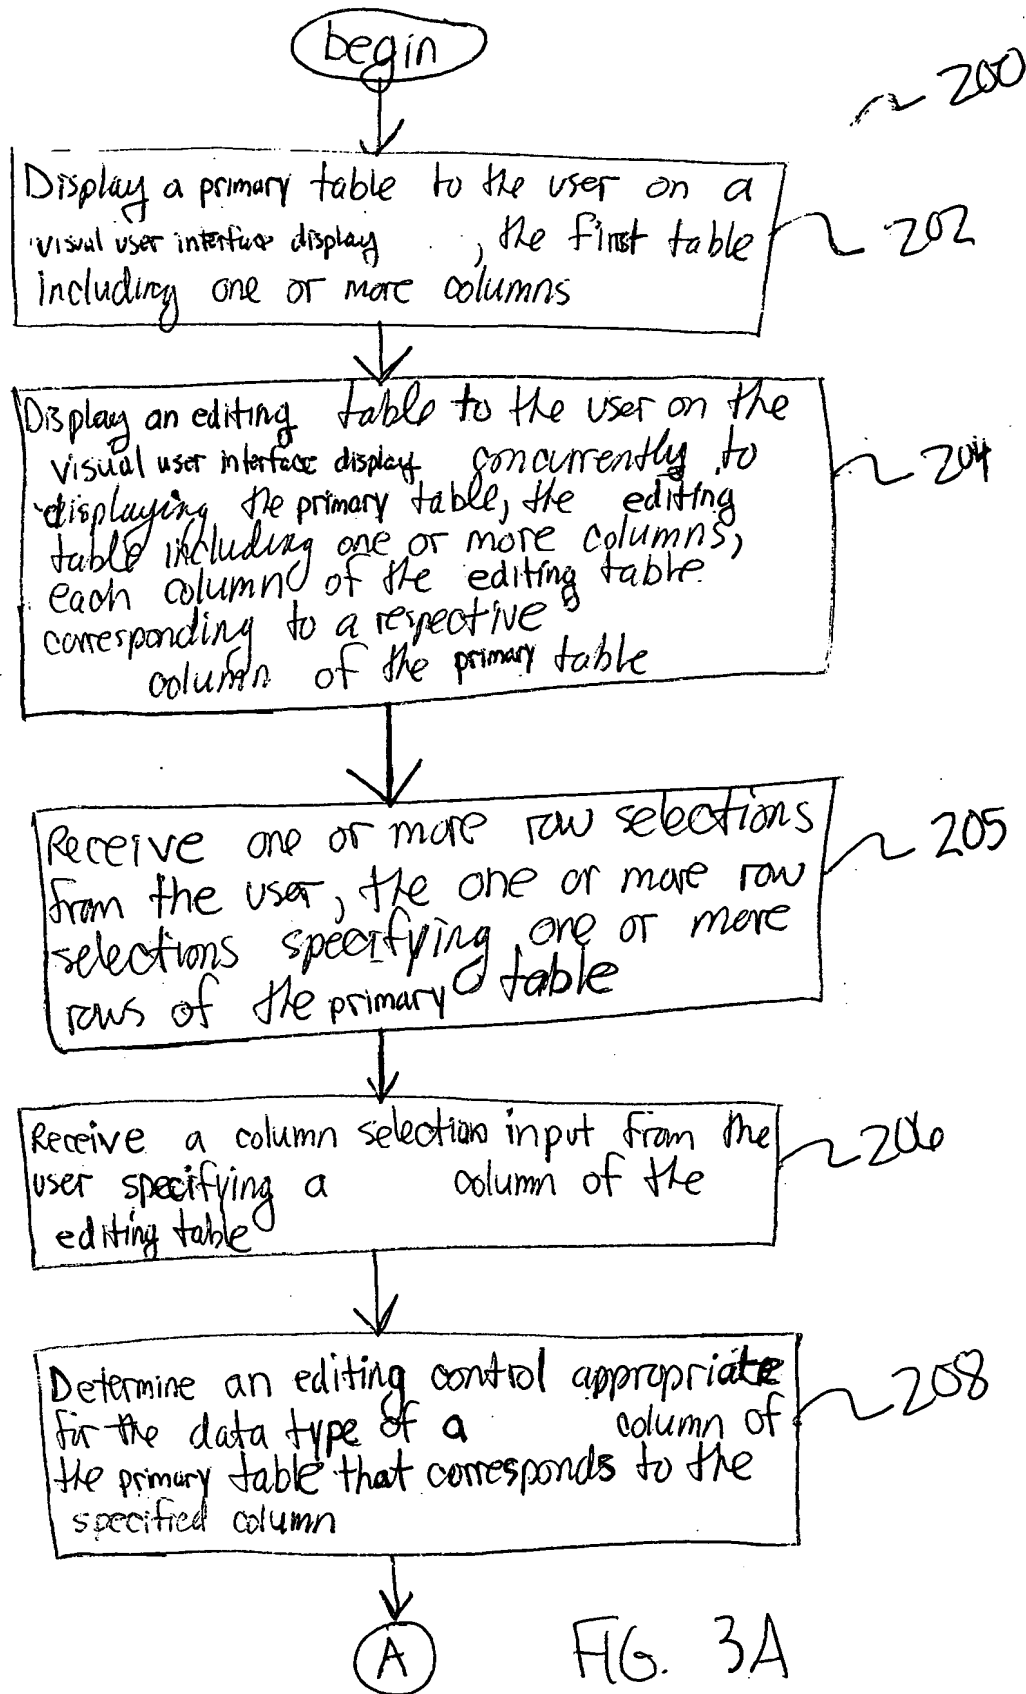 begin
200
Display a primary table to the user on a
visual user interface display , the first table
including one or more columns
202
Display an editing table to the user on the
visual user interface display concurrently to
displaying the primary table, the editing
table including one or more columns,
each column of the editing table
corresponding to a respective
column of the primary table
204
Receive one or more row selections
from the user, the one or more row
selections specifying one or more
rows of the primary table
205
Receive a column selection input from the
user specifying a column of the
editing table
206
Determine an editing control appropriate
for the data type of a column of
the primary table that corresponds to the
specified column
208
A
FIG. 3A